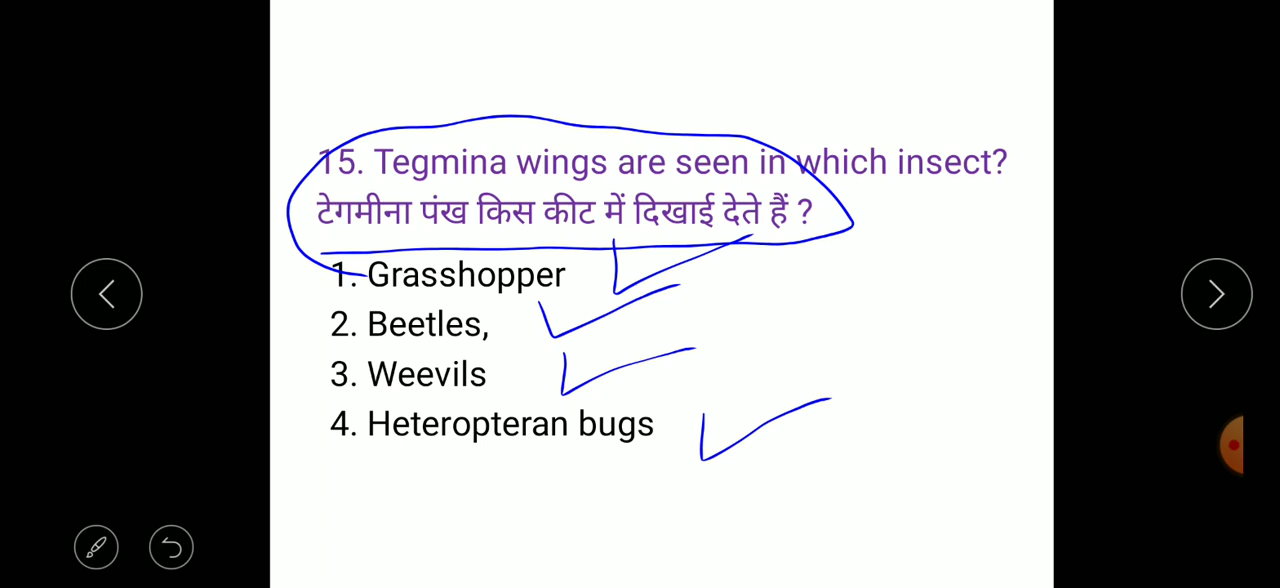 15. Tegmina wings are seen in which insect?
टेगमीना पंख किस कीट में दिखाई देते हैं ?
1. Grasshopper
2. Beetles,
3. Weevils
4. Heteropteran bugs